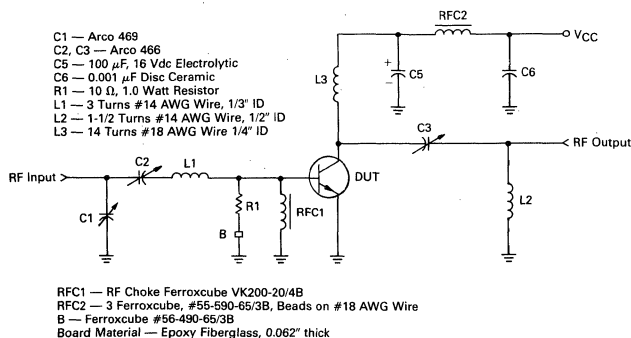 C1 — Arco 469
C2, C3 — Arco 466
C5 — 100 μF, 16 Vdc Electrolytic
C6 — 0.001 μF Disc Ceramic
R1 — 10 Ω, 1.0 Watt Resistor
L1 — 3 Turns #14 AWG Wire, 1/3" ID
L2 — 1-1/2 Turns #14 AWG Wire, 1/2" ID
L3 — 14 Turns #18 AWG Wire 1/4" ID
RFC2
VCC
+
–
C5
C6
L3
C3
RF Output
C2
L1
RF Input
DUT
L2
C1
R1
RFC1
B
RFC1 — RF Choke Ferroxcube VK200-20/4B
RFC2 — 3 Ferroxcube, #55-590-65/3B, Beads on #18 AWG Wire
B — Ferroxcube #56-490-65/3B
Board Material — Epoxy Fiberglass, 0.062" thick